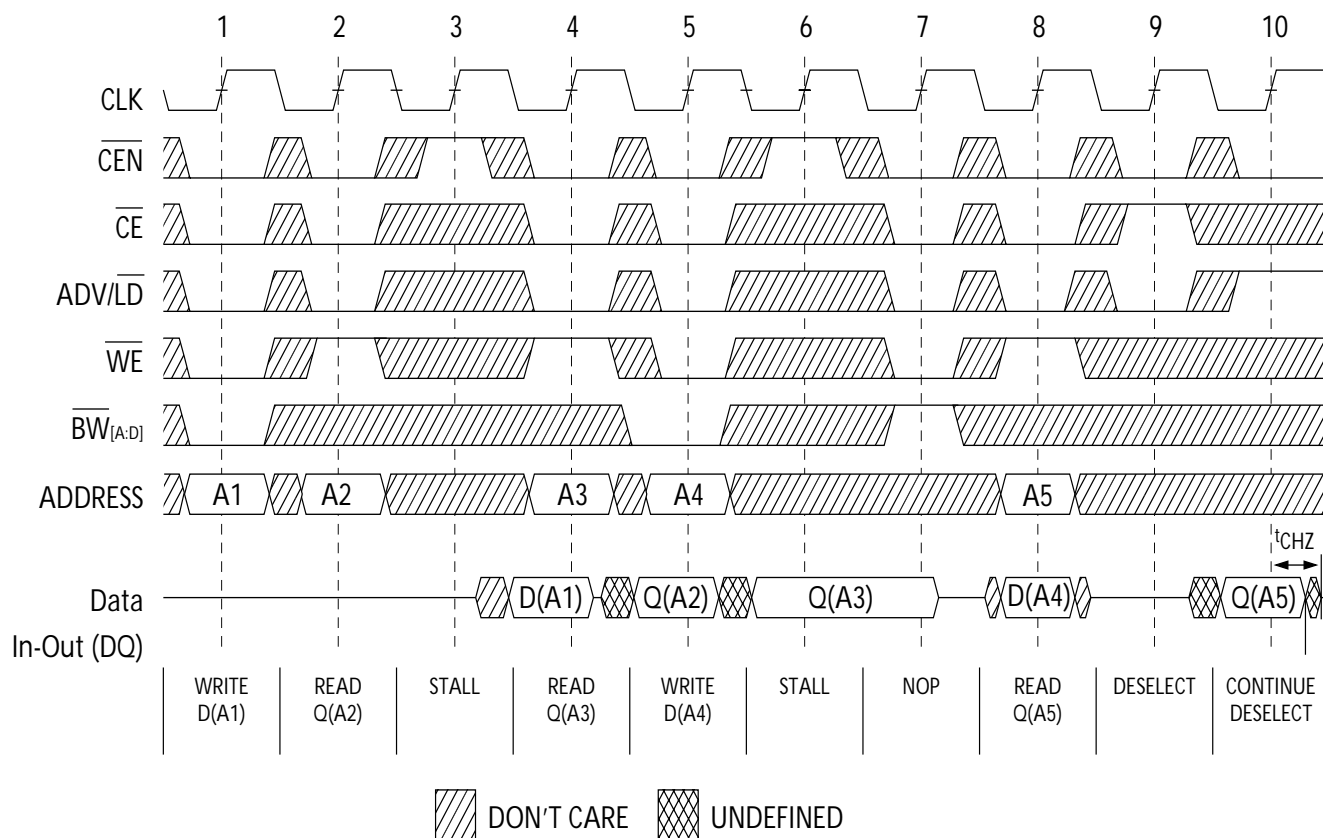 1 2 3 4 5 6 7 8 9 10
CLK
CEN
CE
ADV/LD
WE
BW[A:D]
ADDRESS A1 A2 A3 A4 A5
tCHZ
Data D(A1) Q(A2) Q(A3) D(A4) Q(A5)
In-Out (DQ)
WRITE READ STALL READ WRITE STALL NOP READ DESELECT CONTINUE
D(A1) Q(A2) Q(A3) D(A4) Q(A5) DESELECT
DON'T CARE UNDEFINED